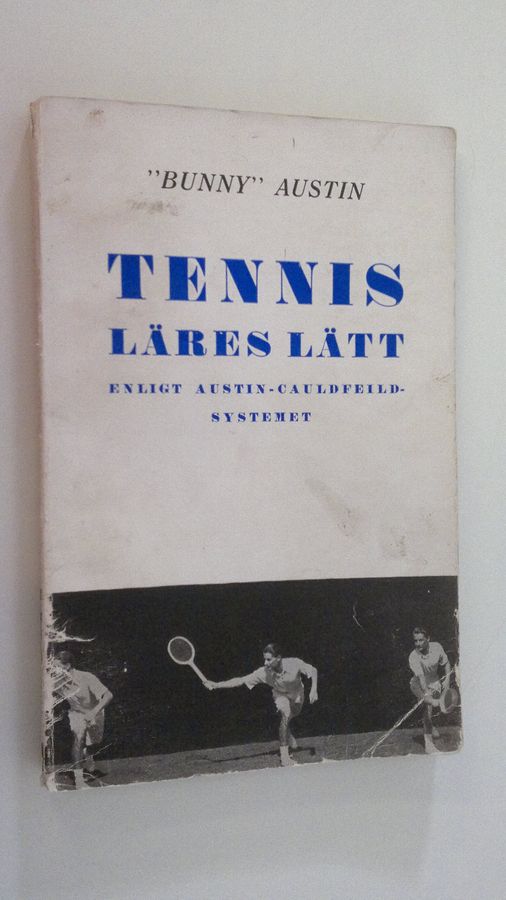 ”BUNNY” AUSTIN
TENNIS
LÄRES LÄTT
ENLIGT AUSTIN-CAULDFEILD-
SYSTEMET